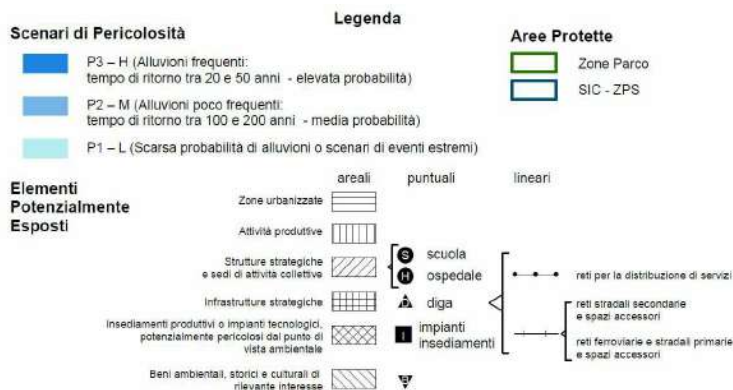 Legenda
Scenari di Pericolosità
P3 – H (Alluvioni frequenti:
tempo di ritorno tra 20 e 50 anni - elevata probabilità)
P2 – M (Alluvioni poco frequenti:
tempo di ritorno tra 100 e 200 anni - media probabilità)
P1 – L (Scarsa probabilità di alluvioni o scenari di eventi estremi)
Aree Protette
Zone Parco
SIC - ZPS
Elementi
Potenzialmente
Esposti
areali
puntuali
lineari
Zone urbanizzate
Attività produttive
Strutture strategiche
e sedi di attività collettive
S scuola
H ospedale
Infrastrutture strategiche
D diga
Insediamenti produttivi o impianti tecnologici,
potenzialmente pericolosi dal punto di
vista ambientale
I impianti
insediamenti
Beni ambientali, storici e culturali di
rilevante interesse
B
reti per la distribuzione di servizi
reti stradali secondarie
e spazi accessori
reti ferroviarie e stradali primarie
e spazi accessori